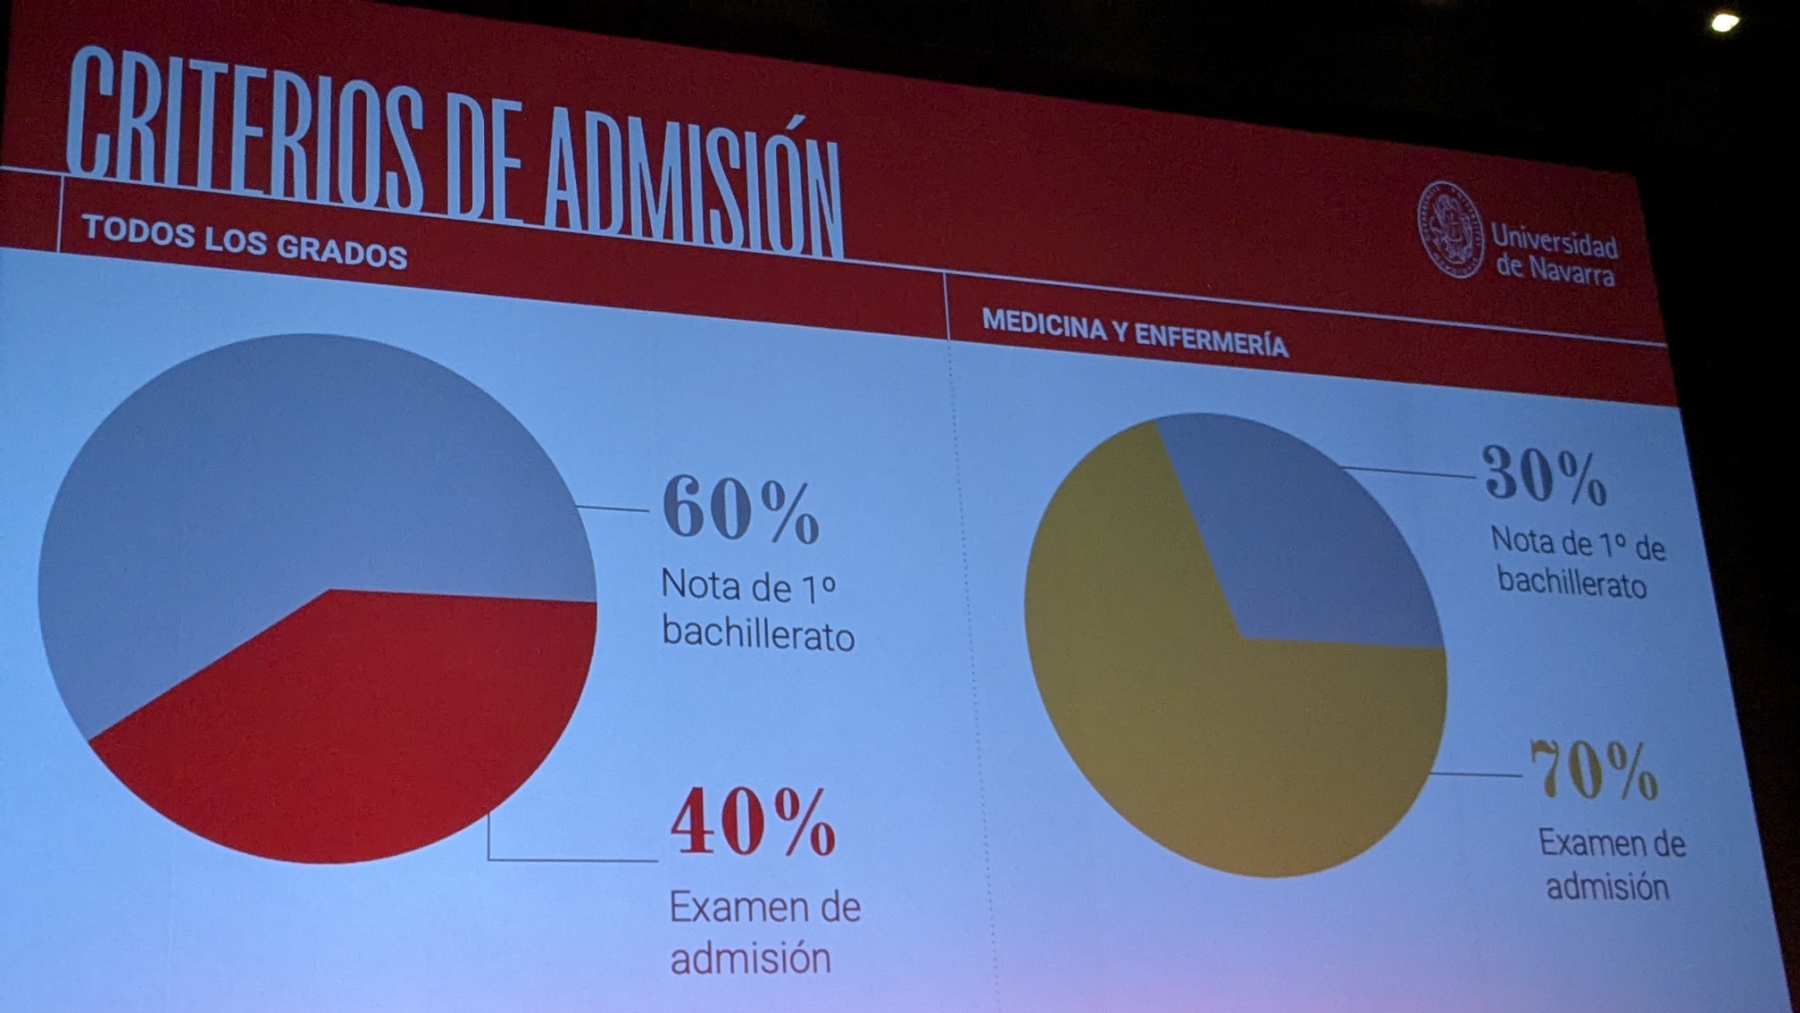 CRITERIOS DE ADMISIÓN
Universidad
de Navarra
TODOS LOS GRADOS
60%
Nota de 1º
bachillerato
40%
Examen de
admisión
MEDICINA Y ENFERMERÍA
30%
Nota de 1º de
bachillerato
70%
Examen de
admisión